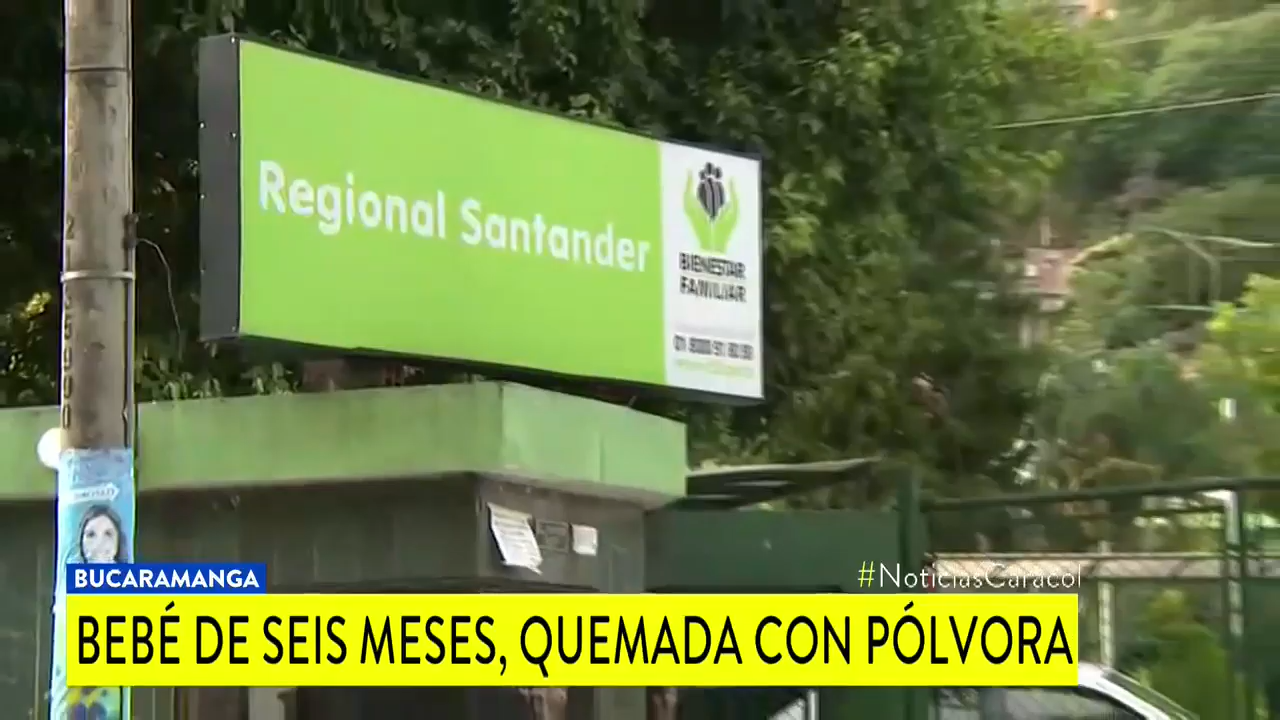 Regional Santander
BIENESTAR
FAMILIAR
BUCARAMANGA
#NoticiasCaracol
BEBÉ DE SEIS MESES, QUEMADA CON PÓLVORA